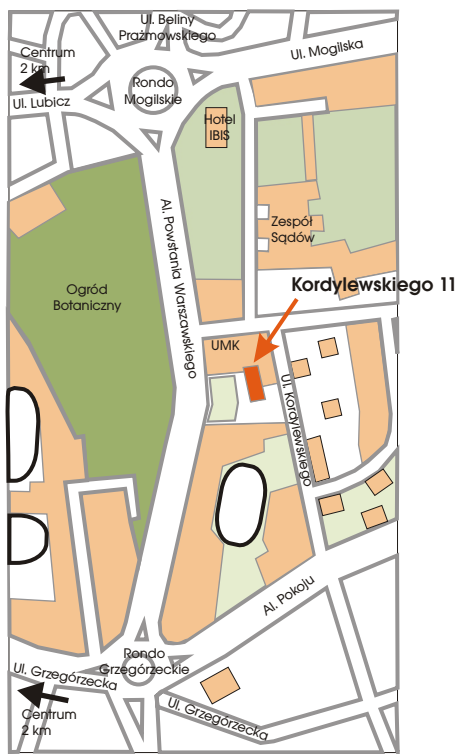 Ul. Beliny
Prażmowskiego
Centrum
2 km
Ul. Mogilska
Rondo
Mogilskie
Ul. Lubicz
Hotel
IBIS
Al. Powstania Warszawskiego
Zespół
Sądów
Ogród
Botaniczny
Kordylewskiego 11
UMK
Ul. Kordylewskiego
Al. Pokoju
Rondo
Grzegórzeckie
Ul. Grzegórzecka
Ul. Grzegórzecka
Centrum
2 km